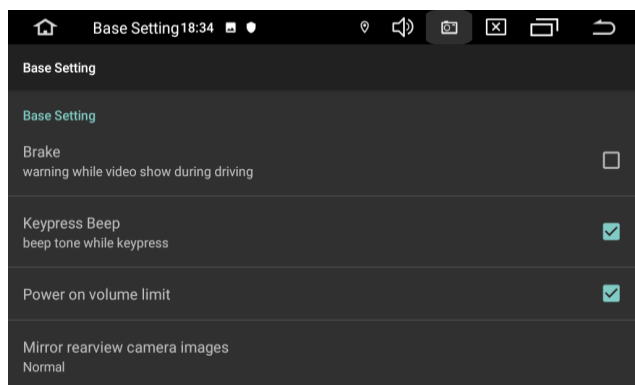 Base Setting 18:34
Base Setting
Base Setting
Brake
warning while video show during driving
Keypress Beep
beep tone while keypress
Power on volume limit
Mirror rearview camera images
Normal